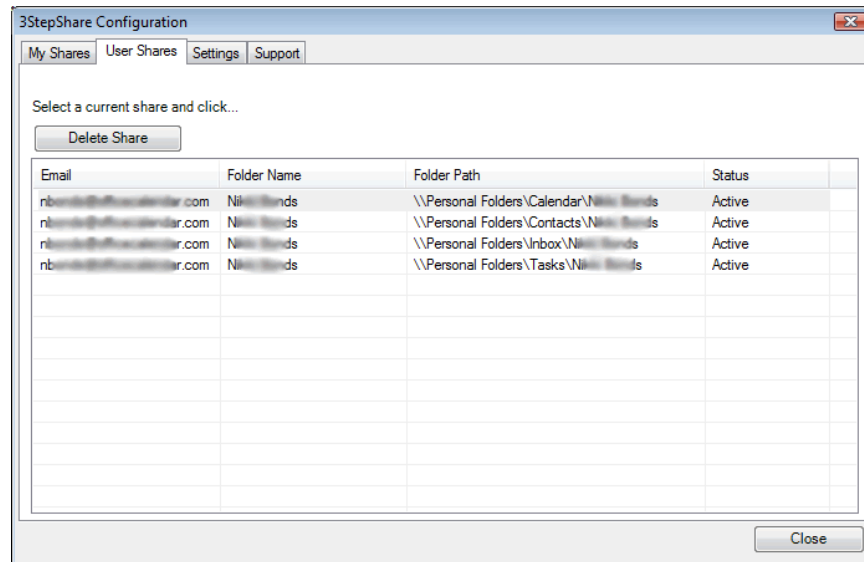 3StepShare Configuration
My Shares User Shares Settings Support
Select a current share and click...
Delete Share
Email Folder Name Folder Path Status
\\Personal Folders\Calendar\ Active
\\Personal Folders\Contacts\ Active
\\Personal Folders\Inbox\ Active
\\Personal Folders\Tasks\ Active
Close